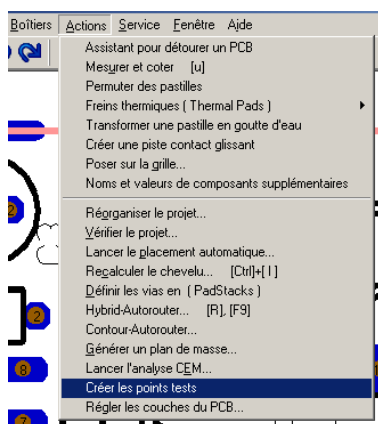 Boîtiers Actions Service Fenêtre Aide
Assistant pour détourer un PCB
Mesurer et coter [u]
Permuter des pastilles
Freins thermiques ( Thermal Pads )
Transformer une pastille en goutte d'eau
Créer une piste contact glissant
Poser sur la grille...
Noms et valeurs de composants supplémentaires
Réorganiser le projet...
Vérifier le projet...
Lancer le placement automatique...
Recalculer le chevelu... [Ctrl]+[ I ]
Définir les vias en ( PadStacks )
Hybrid-Autorouter... [R], [F9]
Contour-Autorouter...
Générer un plan de masse...
Lancer l'analyse CEM...
Créer les points tests
Régler les couches du PCB...
2
2
8
7